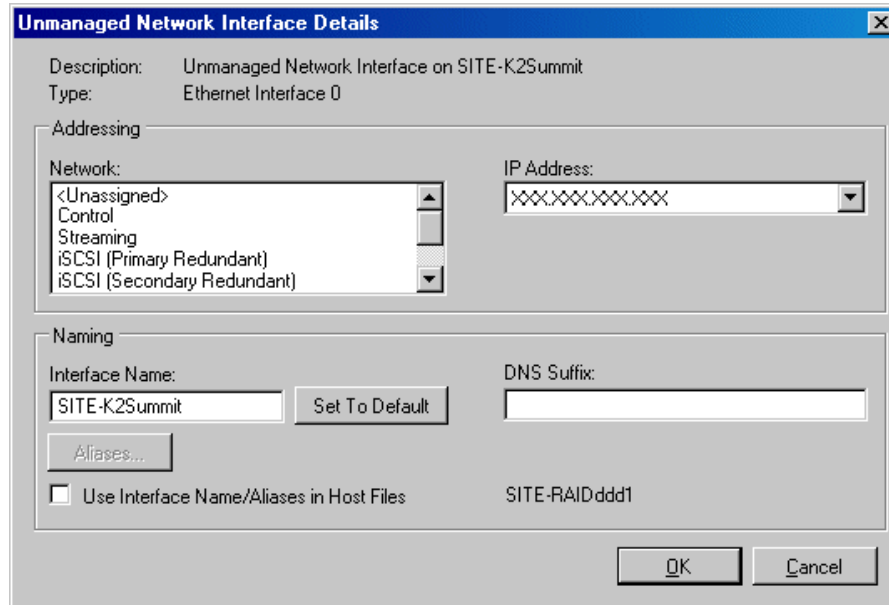 Unmanaged Network Interface Details
Description: Unmanaged Network Interface on SITE-K2Summit
Type: Ethernet Interface 0
Addressing
Network:
IP Address:
<Unassigned>
Control
Streaming
iSCSI (Primary Redundant)
iSCSI (Secondary Redundant)
XXX.XXX.XXX.XXX
Naming
Interface Name:
DNS Suffix:
SITE-K2Summit
Set To Default
Aliases...
Use Interface Name/Aliases in Host Files
SITE-RAIDddd1
OK
Cancel